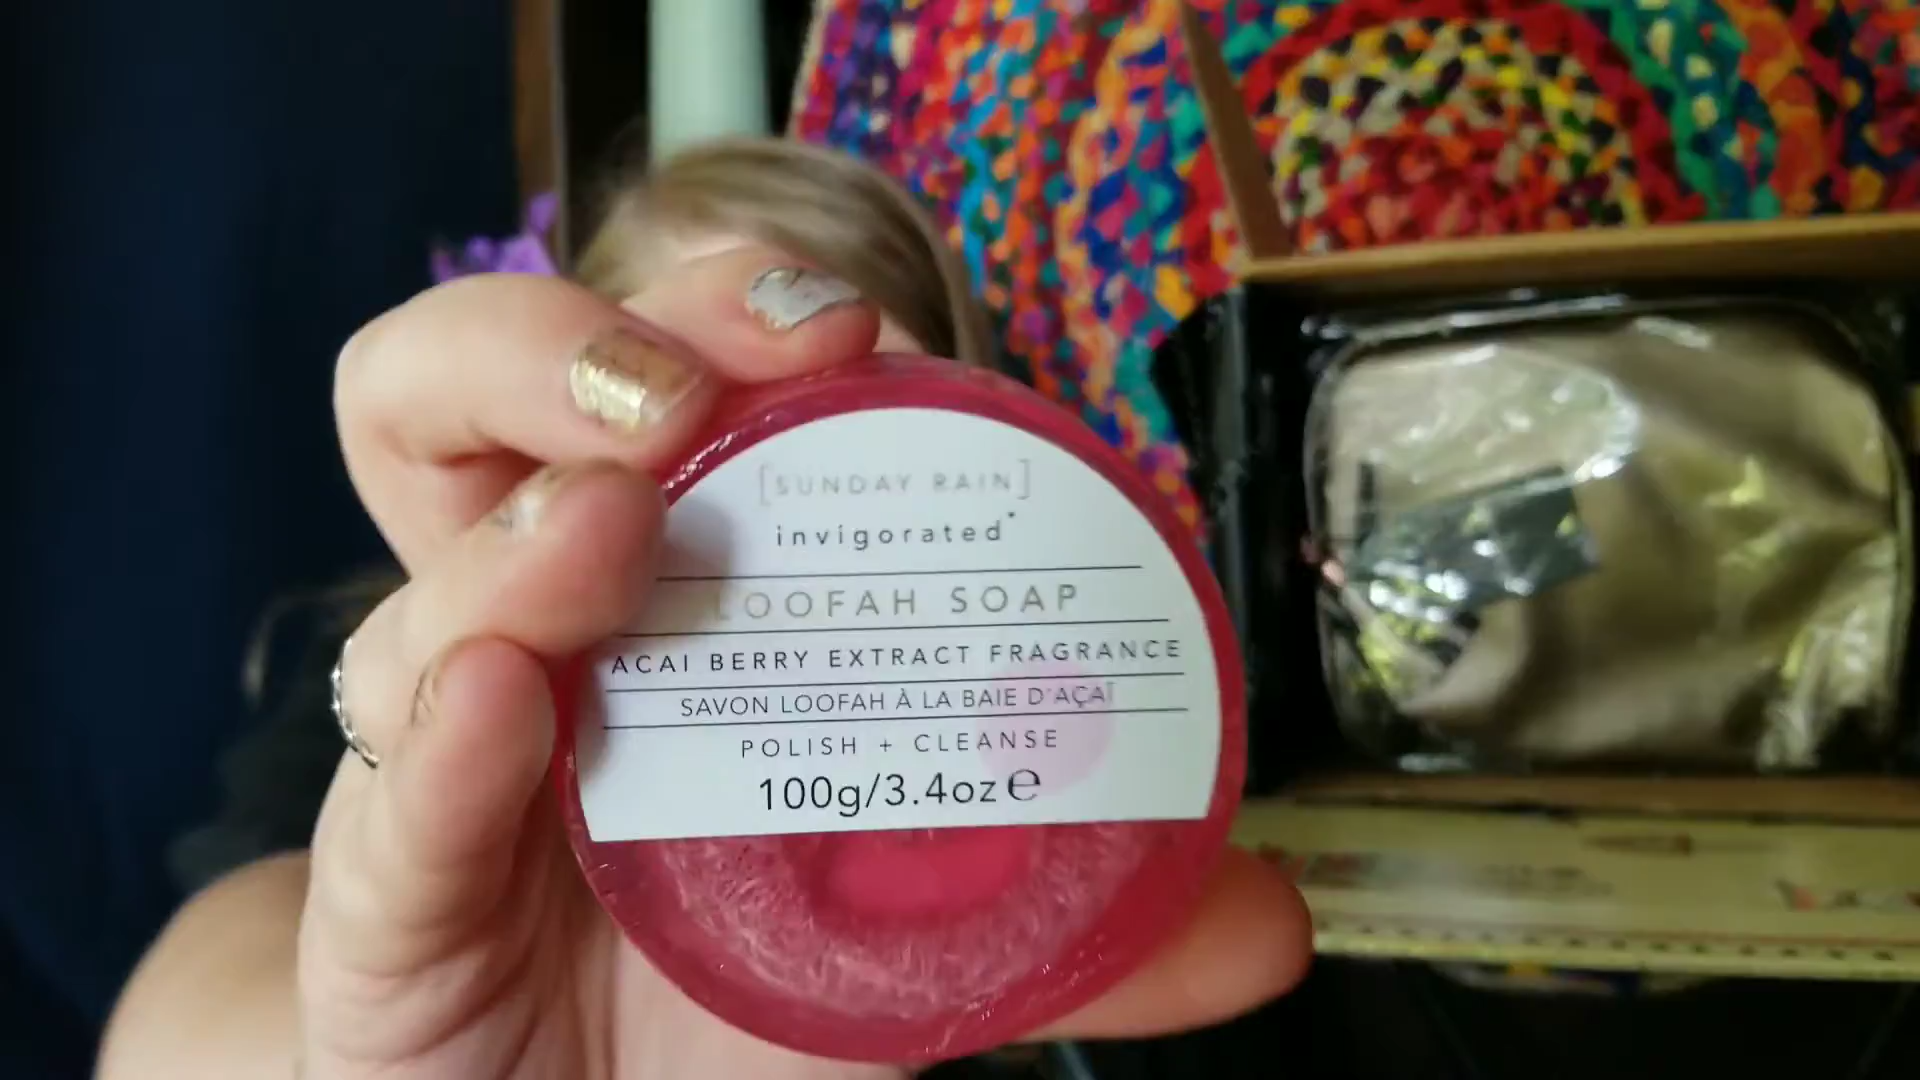 [SUNDAY RAIN]
invigorated*
LOOFAH SOAP
ACAI BERRY EXTRACT FRAGRANCE
SAVON LOOFAH À LA BAIE D'AÇAÏ
POLISH + CLEANSE
100g/3.4oz℮